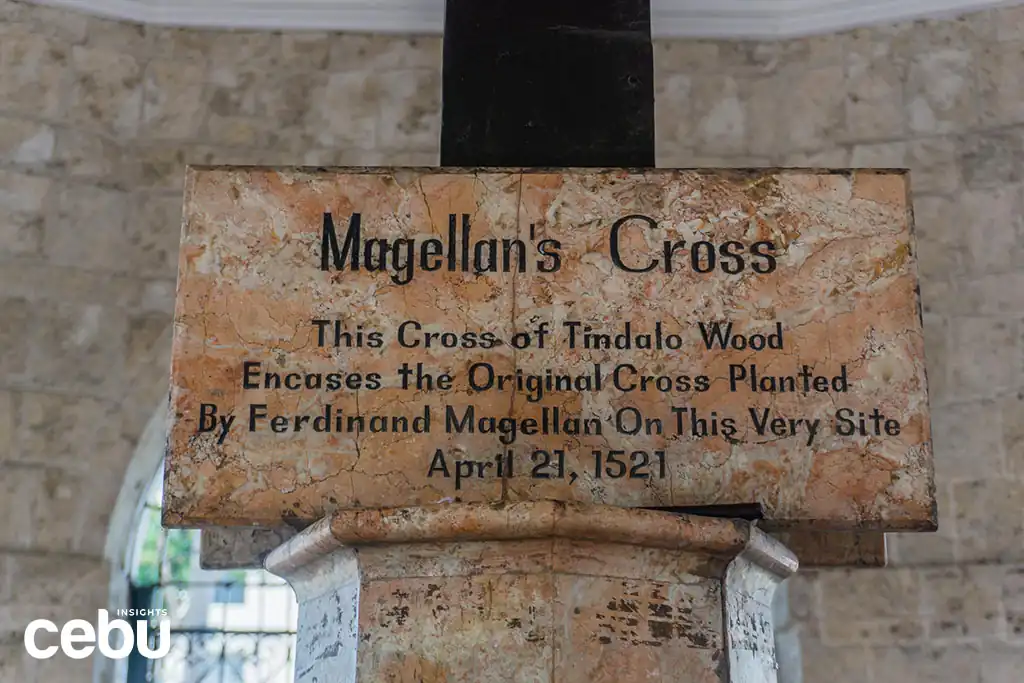 Magellan's Cross
This Cross of Tindalo Wood
Encases the Original Cross Planted
By Ferdinand Magellan On This Very Site
April 21, 1521
INSIGHTS
cebu